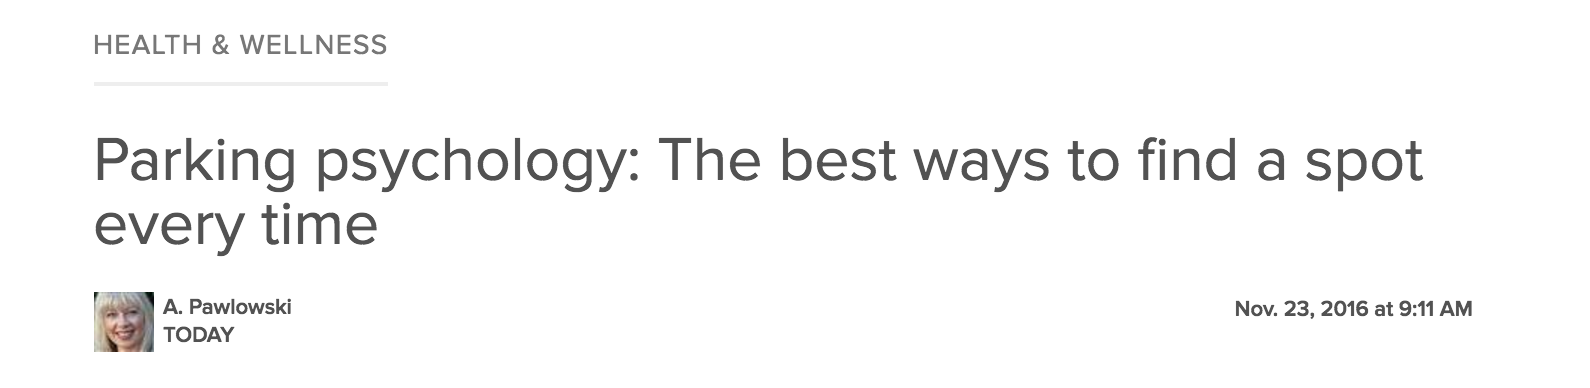 HEALTH & WELLNESS
Parking psychology: The best ways to find a spot
every time
A. Pawlowski
TODAY
Nov. 23, 2016 at 9:11 AM